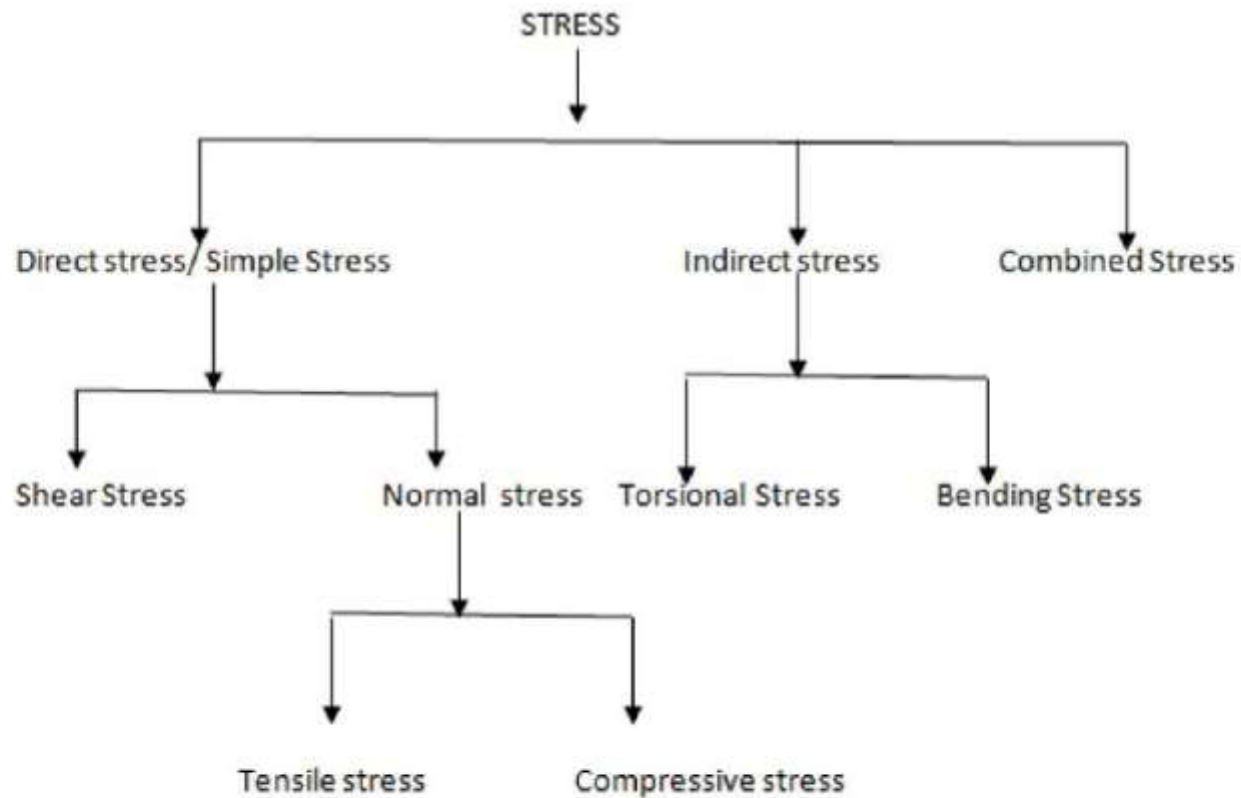 STRESS
Direct stress/ Simple Stress
Indirect stress
Combined Stress
Shear Stress
Normal stress
Torsional Stress
Bending Stress
Tensile stress
Compressive stress